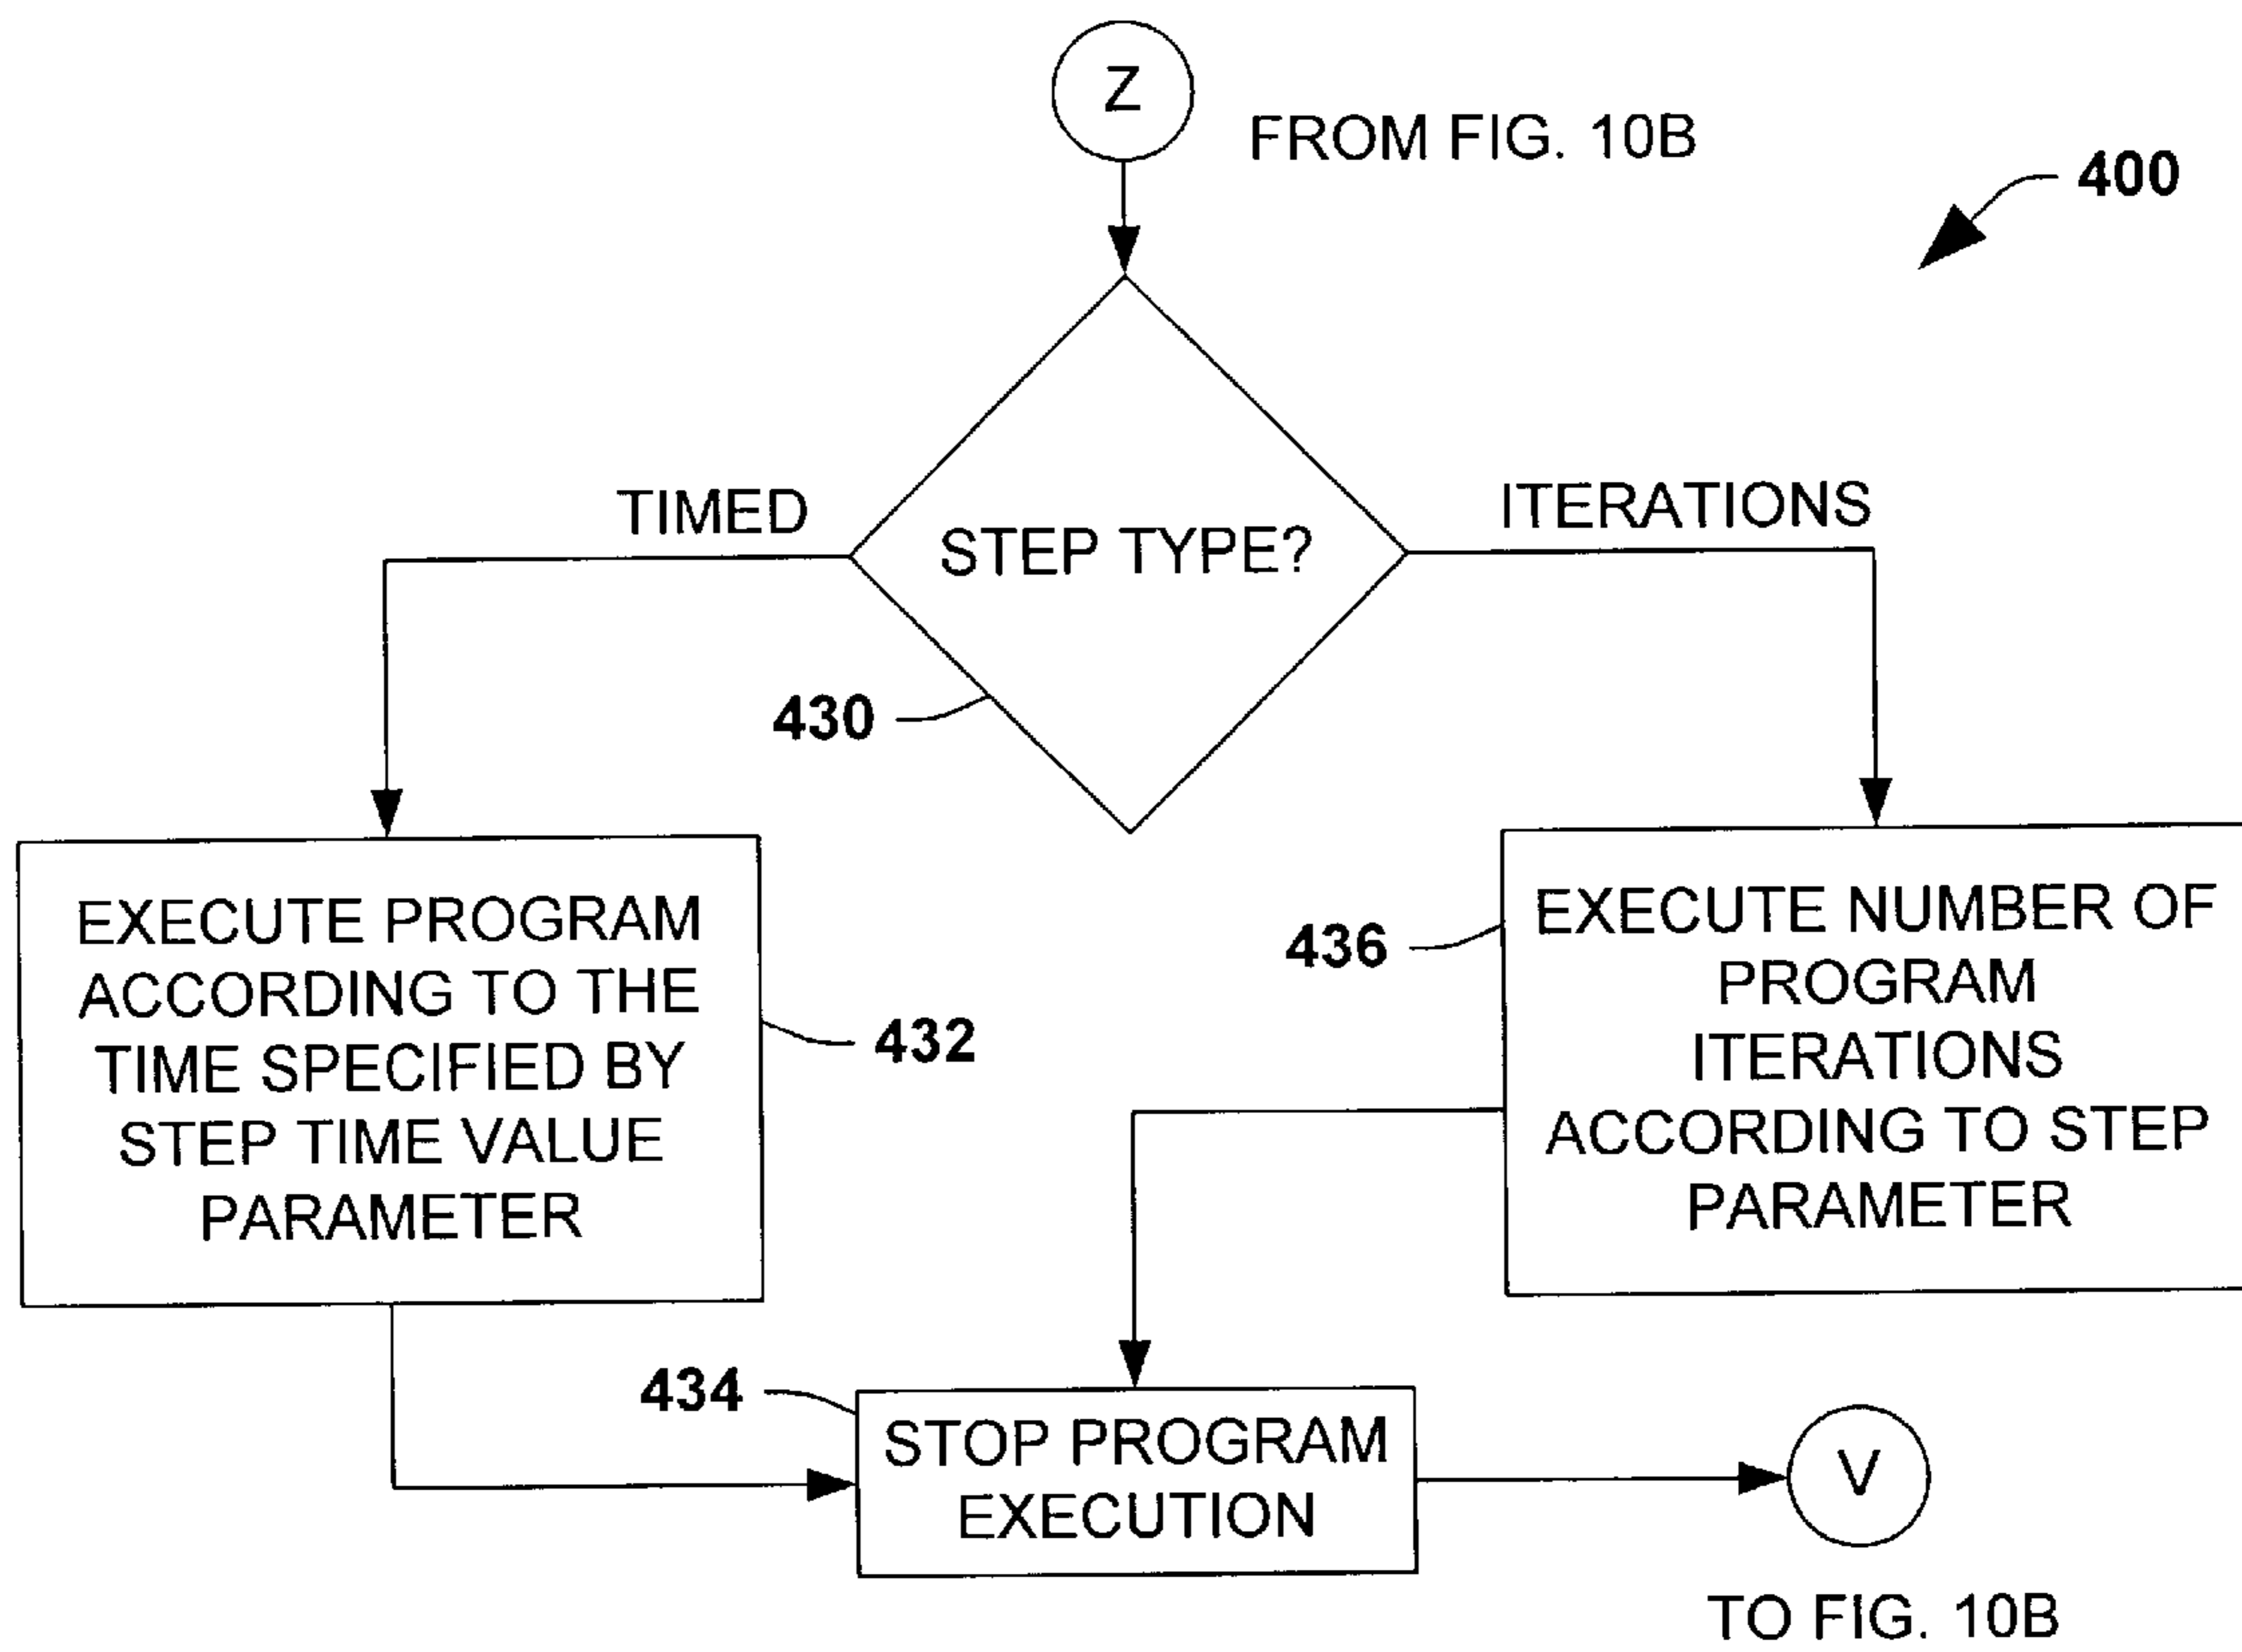 Z
FROM FIG. 10B
400
TIMED
ITERATIONS
STEP TYPE?
430
EXECUTE PROGRAM
ACCORDING TO THE
TIME SPECIFIED BY
STEP TIME VALUE
PARAMETER
432
436
EXECUTE NUMBER OF
PROGRAM
ITERATIONS
ACCORDING TO STEP
PARAMETER
434
STOP PROGRAM
EXECUTION
V
TO FIG. 10B